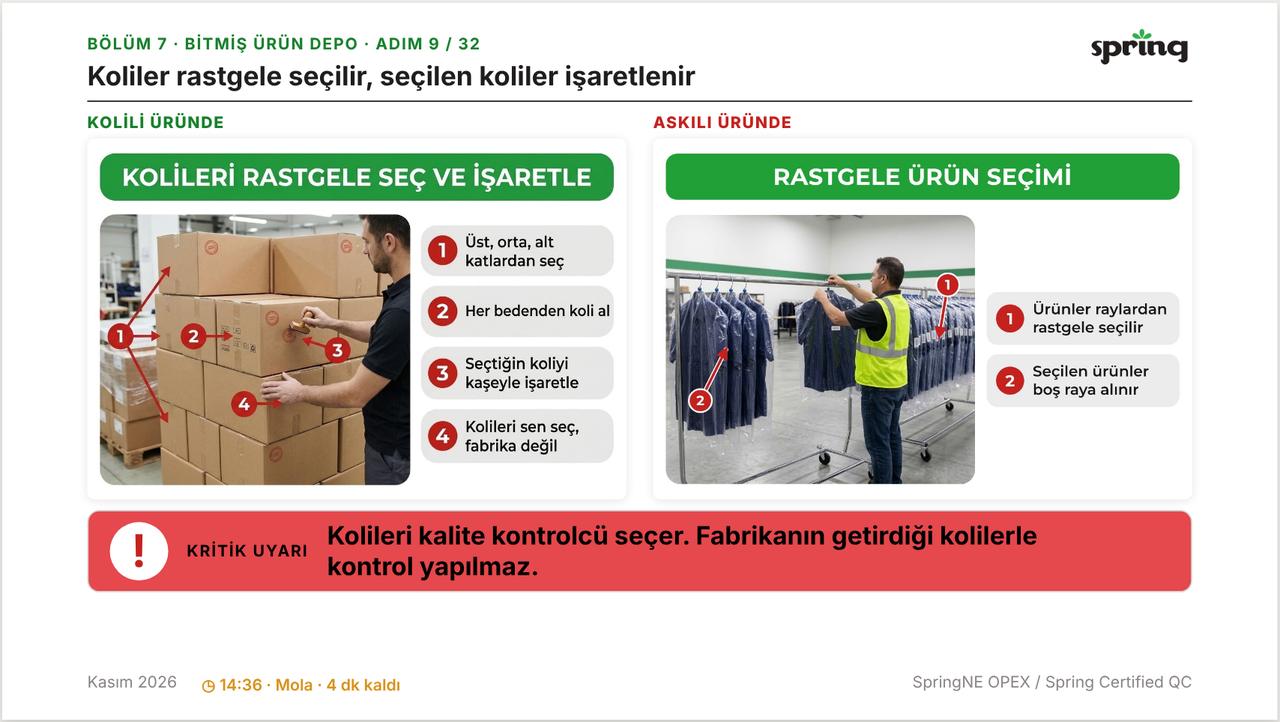 BÖLÜM 7 · BİTMİŞ ÜRÜN DEPO · ADIM 9 / 32
spring
Koliler rastgele seçilir, seçilen koliler işaretlenir
KOLİLİ ÜRÜNDE
KOLİLERİ RASTGELE SEÇ VE İŞARETLE
1
2
3
4
1 Üst, orta, alt
katlardan seç
2 Her bedenden koli al
3 Seçtiğin koliyi
kaşeyle işaretle
4 Kolileri sen seç,
fabrika değil
ASKILI ÜRÜNDE
RASTGELE ÜRÜN SEÇİMİ
1
2
1 Ürünler raylardan
rastgele seçilir
2 Seçilen ürünler
boş raya alınır
! KRİTİK UYARI
Kolileri kalite kontrolcü seçer. Fabrikanın getirdiği kolilerle
kontrol yapılmaz.
Kasım 2026
14:36 · Mola · 4 dk kaldı
SpringNE OPEX / Spring Certified QC